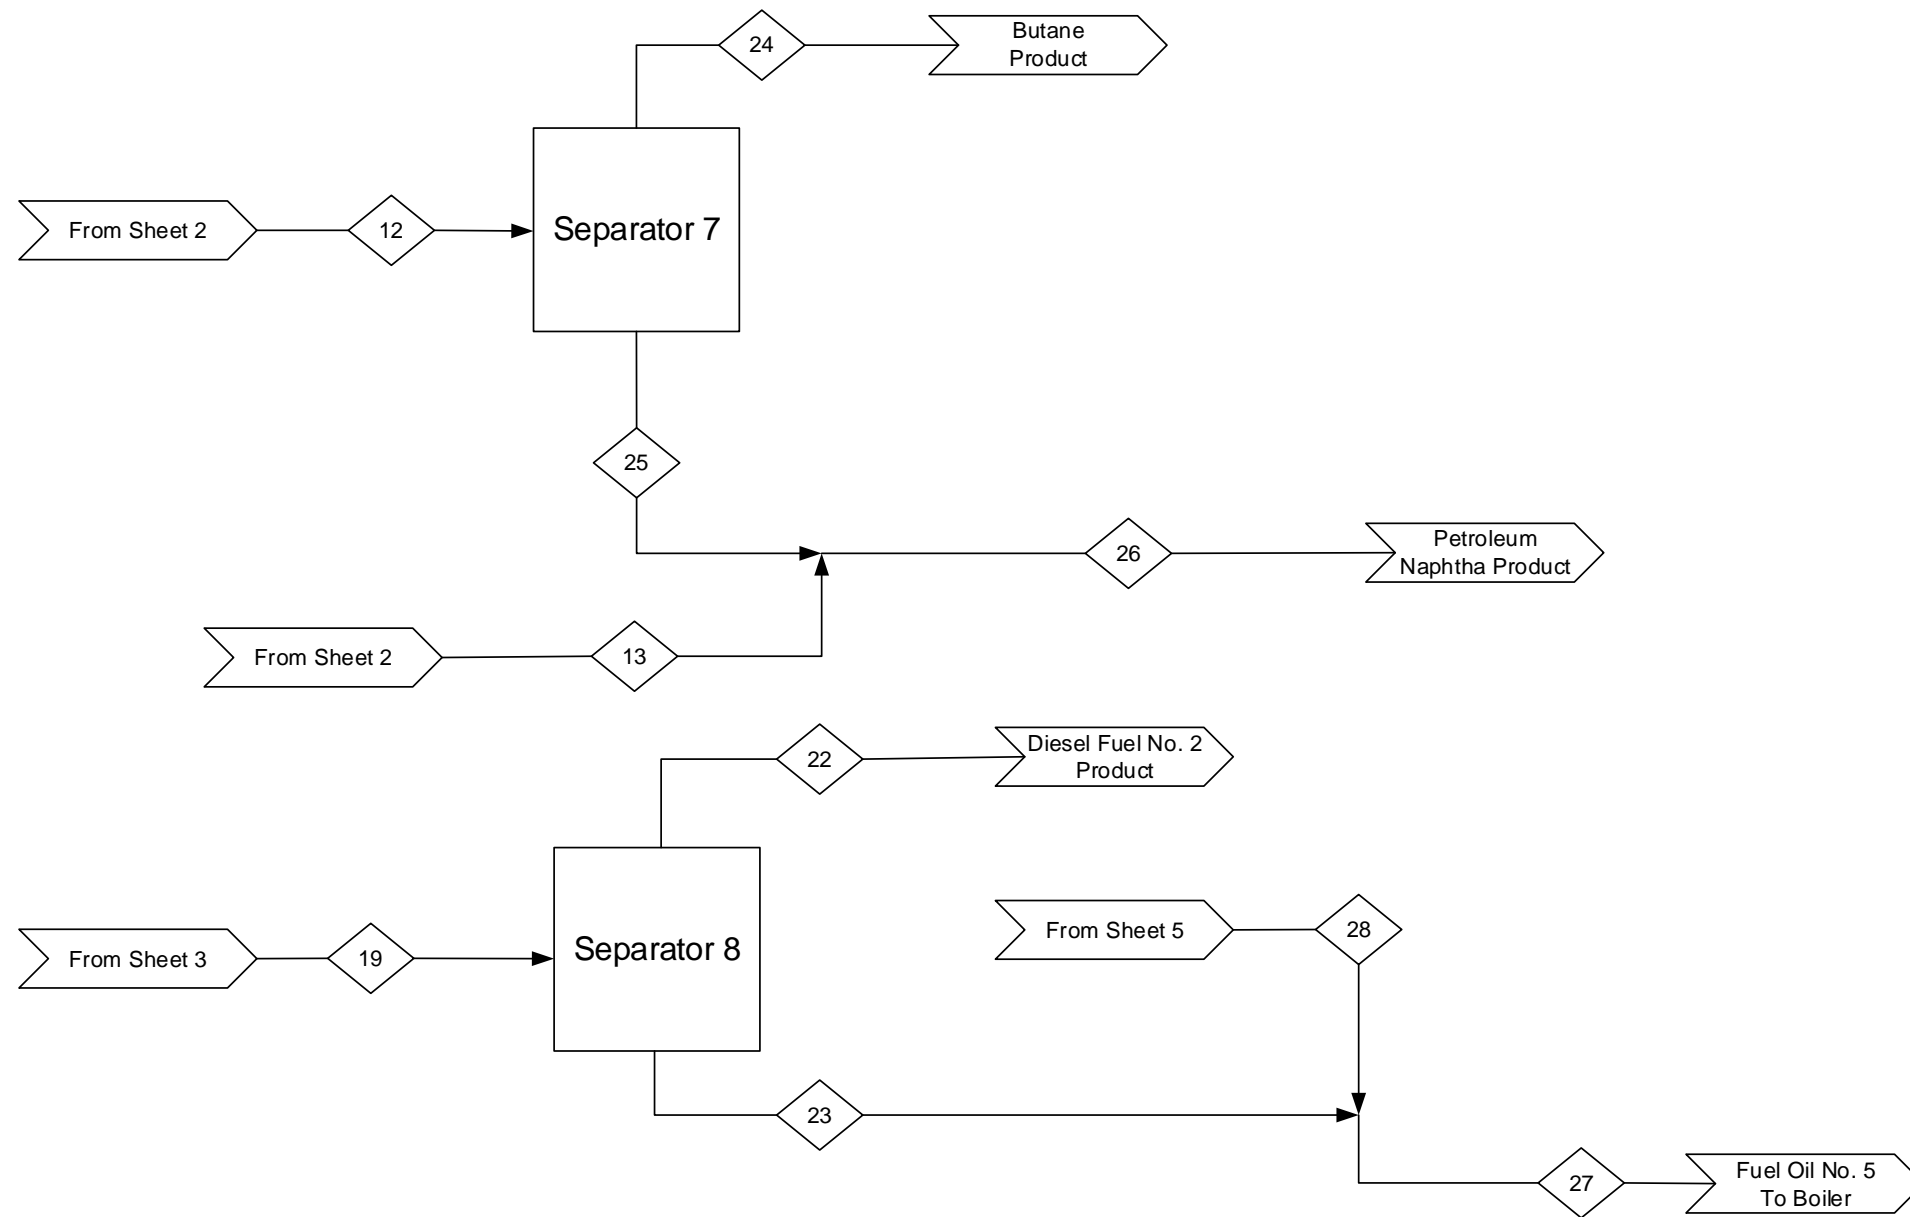 24
Butane
Product
From Sheet 2
12
Separator 7
25
26
Petroleum
Naphtha Product
From Sheet 2
13
22
Diesel Fuel No. 2
Product
From Sheet 3
19
Separator 8
From Sheet 5
28
23
27
Fuel Oil No. 5
To Boiler